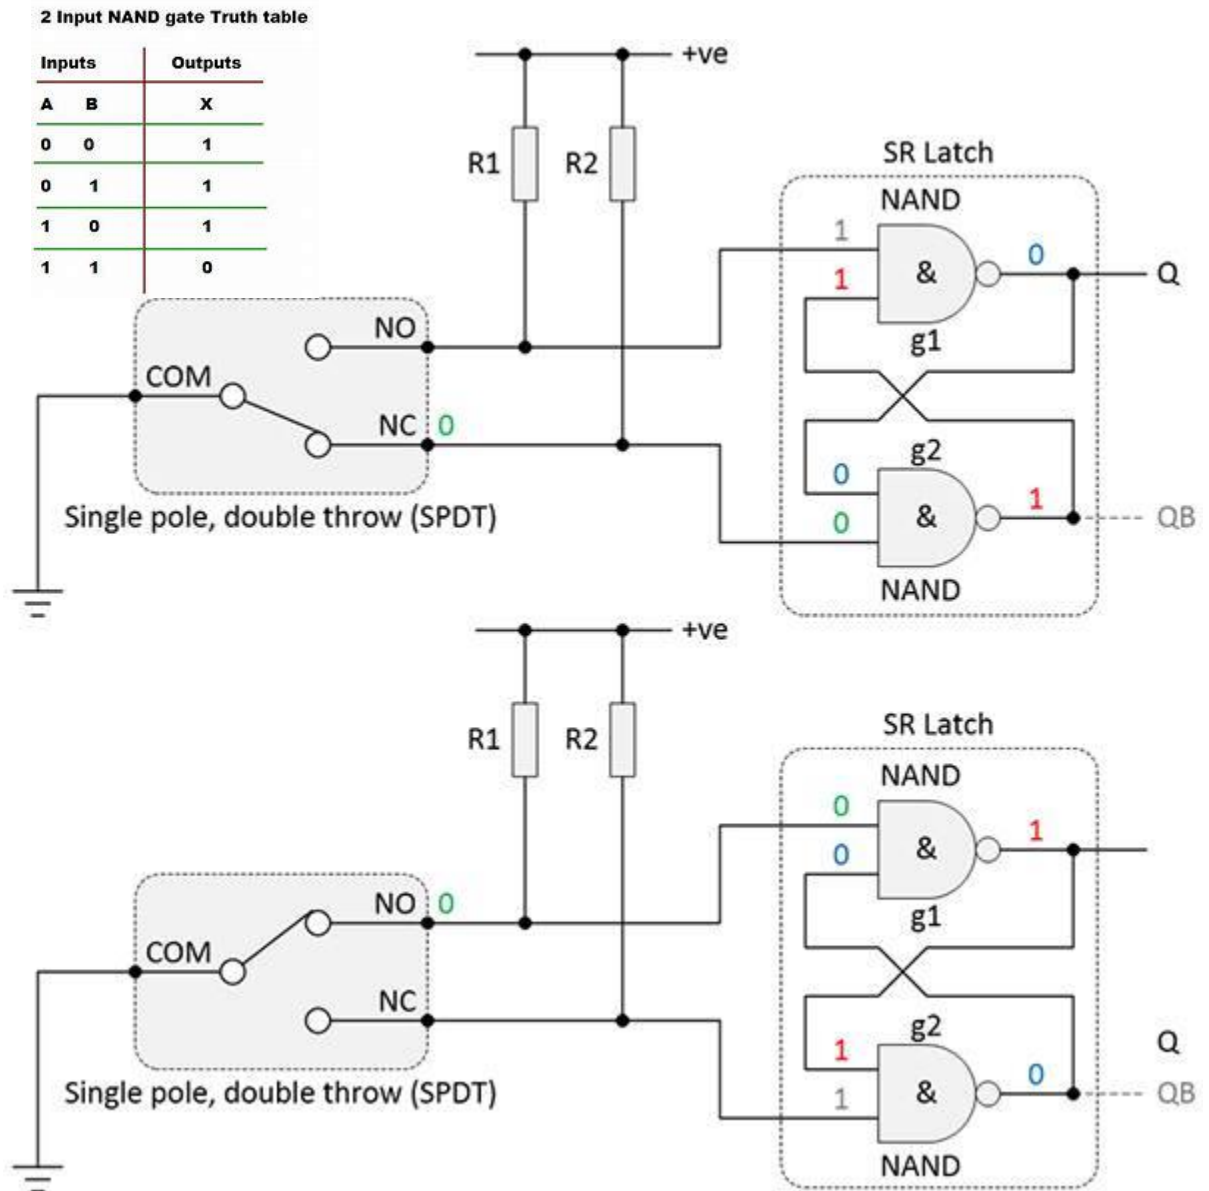 2 Input NAND gate Truth table
Inputs Outputs
A B X
0 0 1
0 1 1
1 0 1
1 1 0
+ve
R1 R2
SR Latch
NAND
1
1
&
0
Q
g1
NO
COM
NC 0
Single pole, double throw (SPDT)
g2
0
0
&
1
QB
NAND
+ve
R1 R2
SR Latch
NAND
0
0
&
1
g1
NO 0
COM
NC
Single pole, double throw (SPDT)
g2
1
1
&
0
Q
QB
NAND